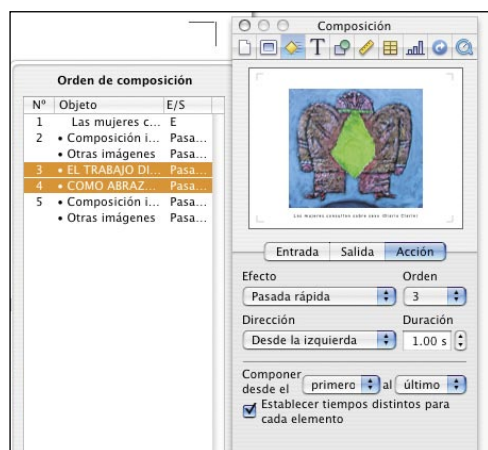 Orden de composición
Nº Objeto E/S
1 Las mujeres c... E
2 • Composición i... Pasa...
• Otras imágenes Pasa...
3 • EL TRABAJO DI... Pasa...
4 • COMO ABRAZ... Pasa...
5 • Composición i... Pasa...
• Otras imágenes Pasa...
Composición
Las mujeres
Entrada Salida Acción
Efecto Orden
Pasada rápida 3
Dirección Duración
Desde la izquierda 1.00 s
Componer
desde el primero al último
Establecer tiempos distintos para
cada elemento